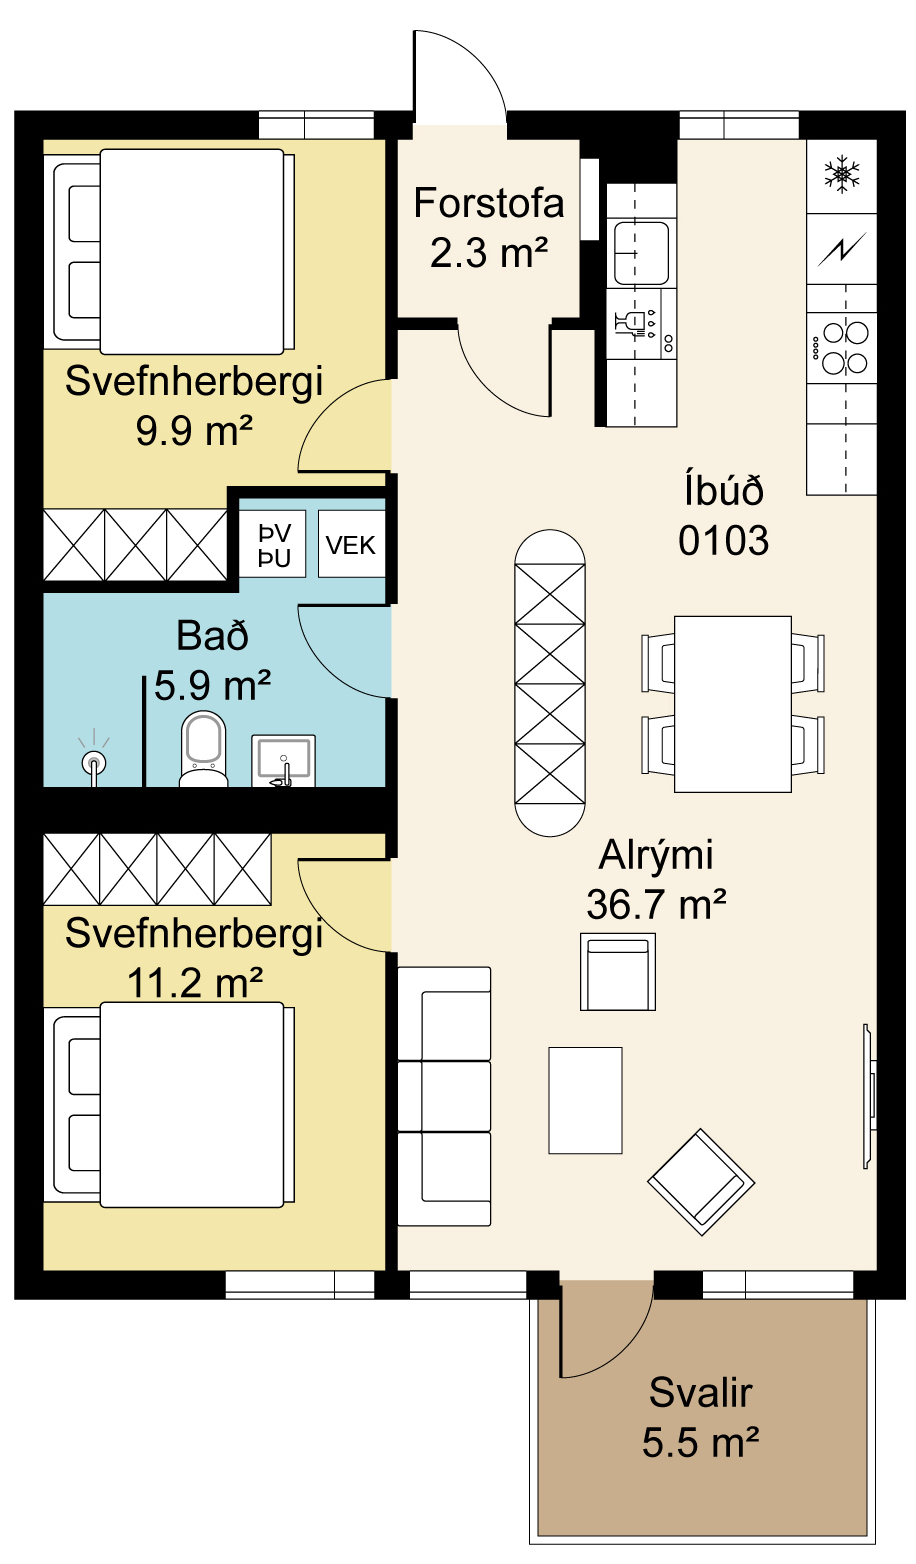 Forstofa
2.3 m²
Svefnherbergi
9.9 m²
Íbúð
0103
ÞV
ÞU
VEK
Bað
5.9 m²
Alrými
36.7 m²
Svefnherbergi
11.2 m²
Svalir
5.5 m²